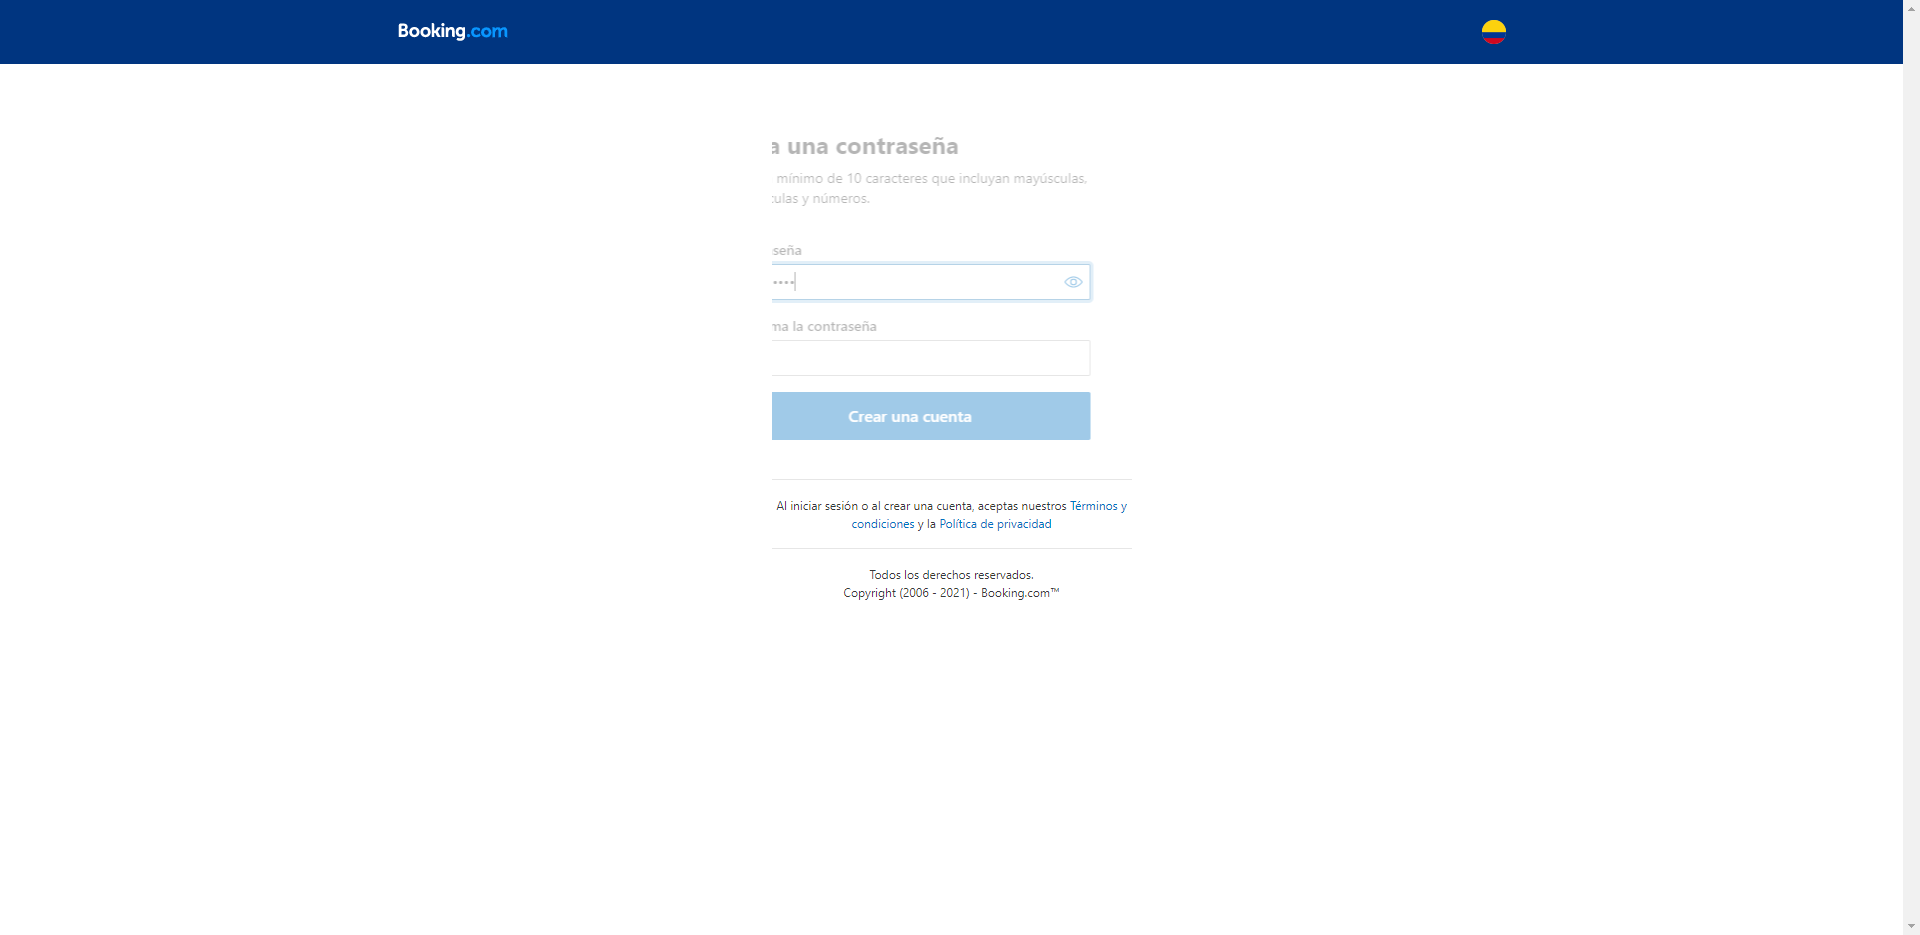 Booking.com
a una contraseña
mínimo de 10 caracteres que incluyan mayúsculas,
culas y números.
seña
••••
ma la contraseña
Crear una cuenta
Al iniciar sesión o al crear una cuenta, aceptas nuestros Términos y
condiciones y la Política de privacidad
Todos los derechos reservados.
Copyright (2006 - 2021) - Booking.com™